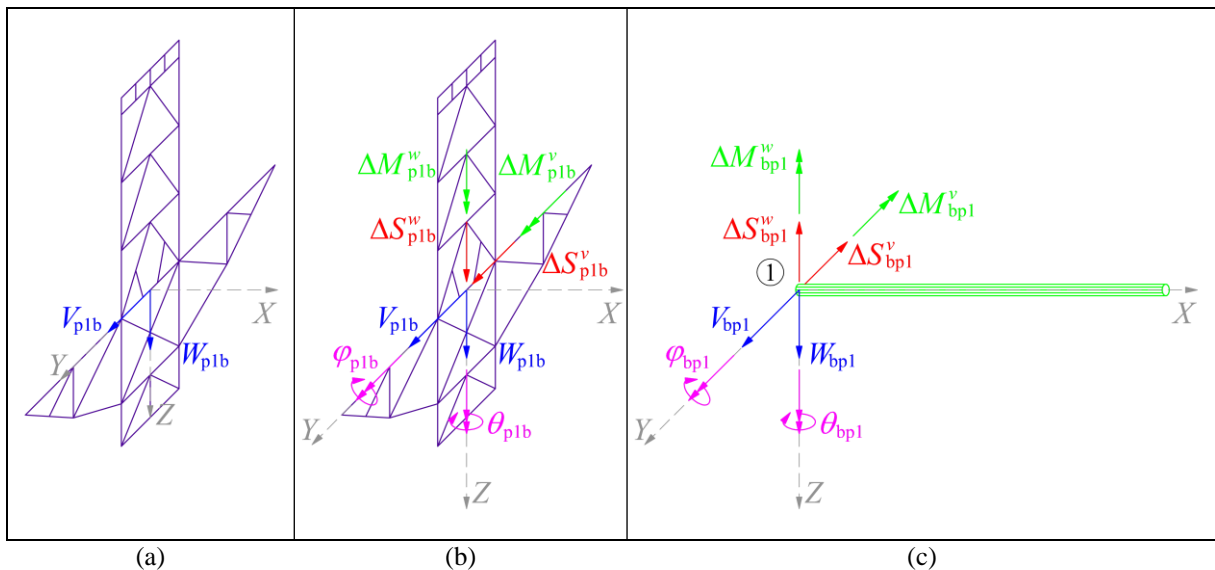 X
V_p1b
Y
W_p1b
Z
(a)
ΔM^w_p1b
ΔM^v_p1b
ΔS^w_p1b
ΔS^v_p1b
X
V_p1b
W_p1b
φ_p1b
Y
θ_p1b
Z
(b)
ΔM^w_bp1
ΔM^v_bp1
ΔS^w_bp1
ΔS^v_bp1
1
X
V_bp1
W_bp1
φ_bp1
Y
θ_bp1
Z
(c)